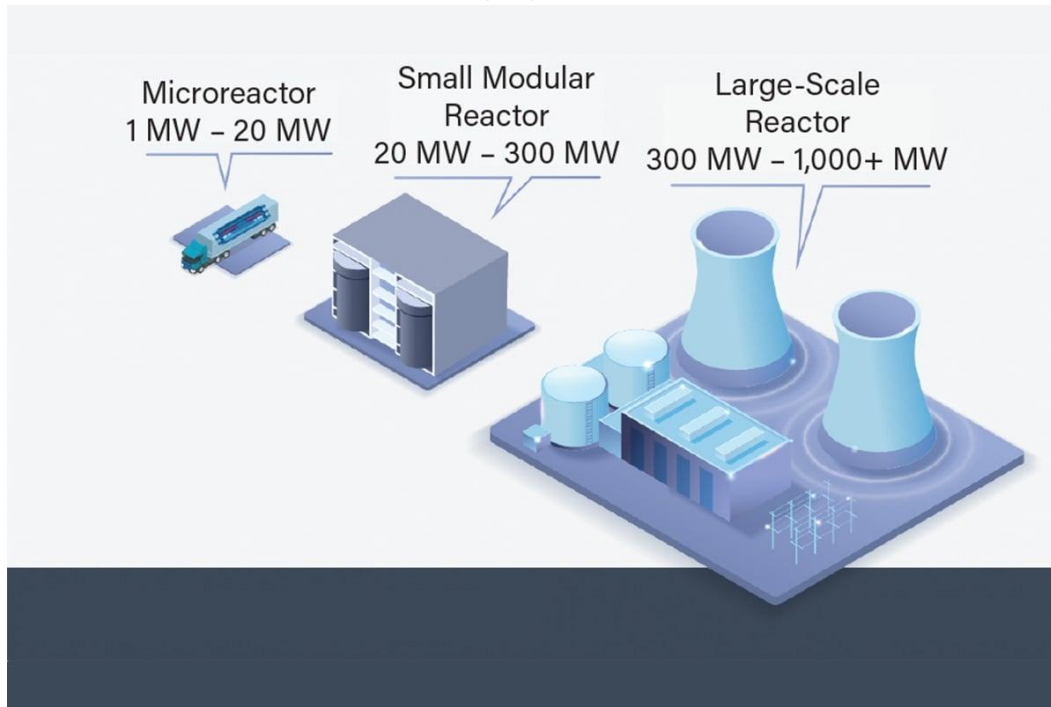 Microreactor
1 MW – 20 MW
Small Modular
Reactor
20 MW – 300 MW
Large-Scale
Reactor
300 MW – 1,000+ MW